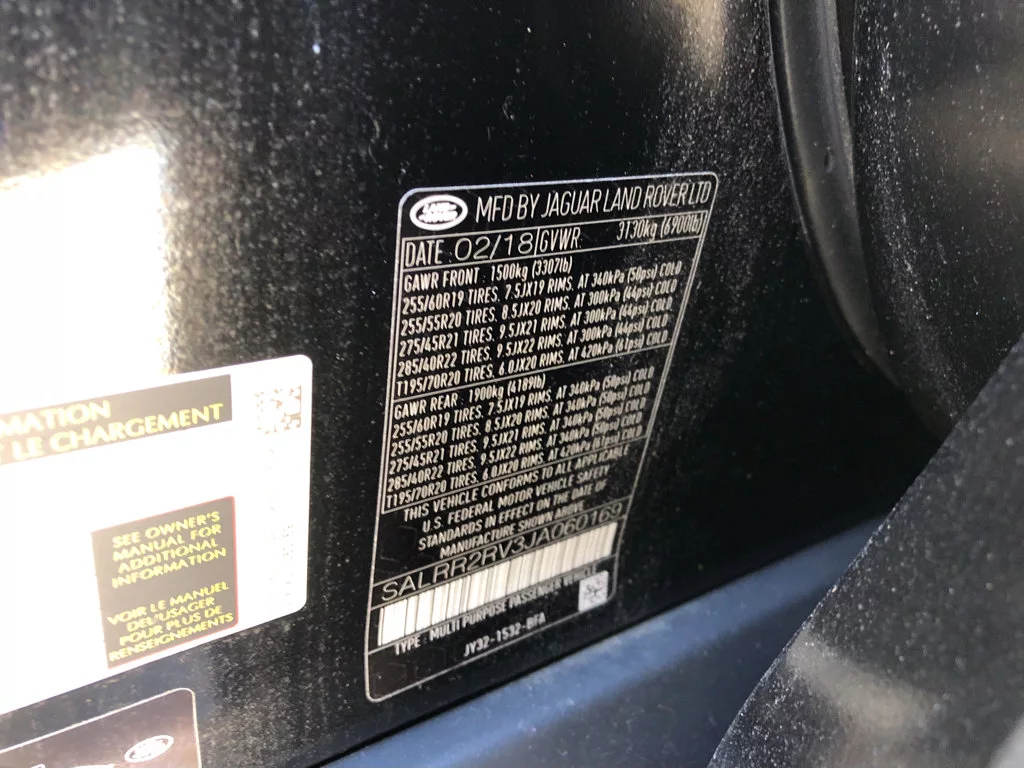 LAND ROVER
MFD BY JAGUAR LAND ROVER LTD
DATE 02/18 GVWR 3130kg (6900lb)
GAWR FRONT : 1500kg (3307lb)
255/60R19 TIRES, 7.5JX19 RIMS, AT 340kPa (50psi) COLD
255/55R20 TIRES, 8.5JX20 RIMS, AT 300kPa (44psi) COLD
275/45R21 TIRES, 9.5JX21 RIMS, AT 300kPa (44psi) COLD
285/40R22 TIRES, 9.5JX22 RIMS, AT 300kPa (44psi) COLD
T195/70R20 TIRES, 6.0JX20 RIMS, AT 420kPa (61psi) COLD
GAWR REAR : 1900kg (4189lb)
255/60R19 TIRES, 7.5JX19 RIMS, AT 340kPa (50psi) COLD
255/55R20 TIRES, 8.5JX20 RIMS, AT 340kPa (50psi) COLD
275/45R21 TIRES, 9.5JX21 RIMS, AT 340kPa (50psi) COLD
285/40R22 TIRES, 9.5JX22 RIMS, AT 340kPa (50psi) COLD
T195/70R20 TIRES, 6.0JX20 RIMS, AT 420kPa (61psi) COLD
THIS VEHICLE CONFORMS TO ALL APPLICABLE
U.S. FEDERAL MOTOR VEHICLE SAFETY
STANDARDS IN EFFECT ON THE DATE OF
MANUFACTURE SHOWN ABOVE
SALRR2RV3JA060169
TYPE : MULTI PURPOSE PASSENGER VEHICLE
JY32-1532-BFA
MATION
T LE CHARGEMENT
SEE OWNER'S
MANUAL FOR
ADDITIONAL
INFORMATION
VOIR LE MANUEL
DE L'USAGER
POUR PLUS DE
RENSEIGNEMENTS